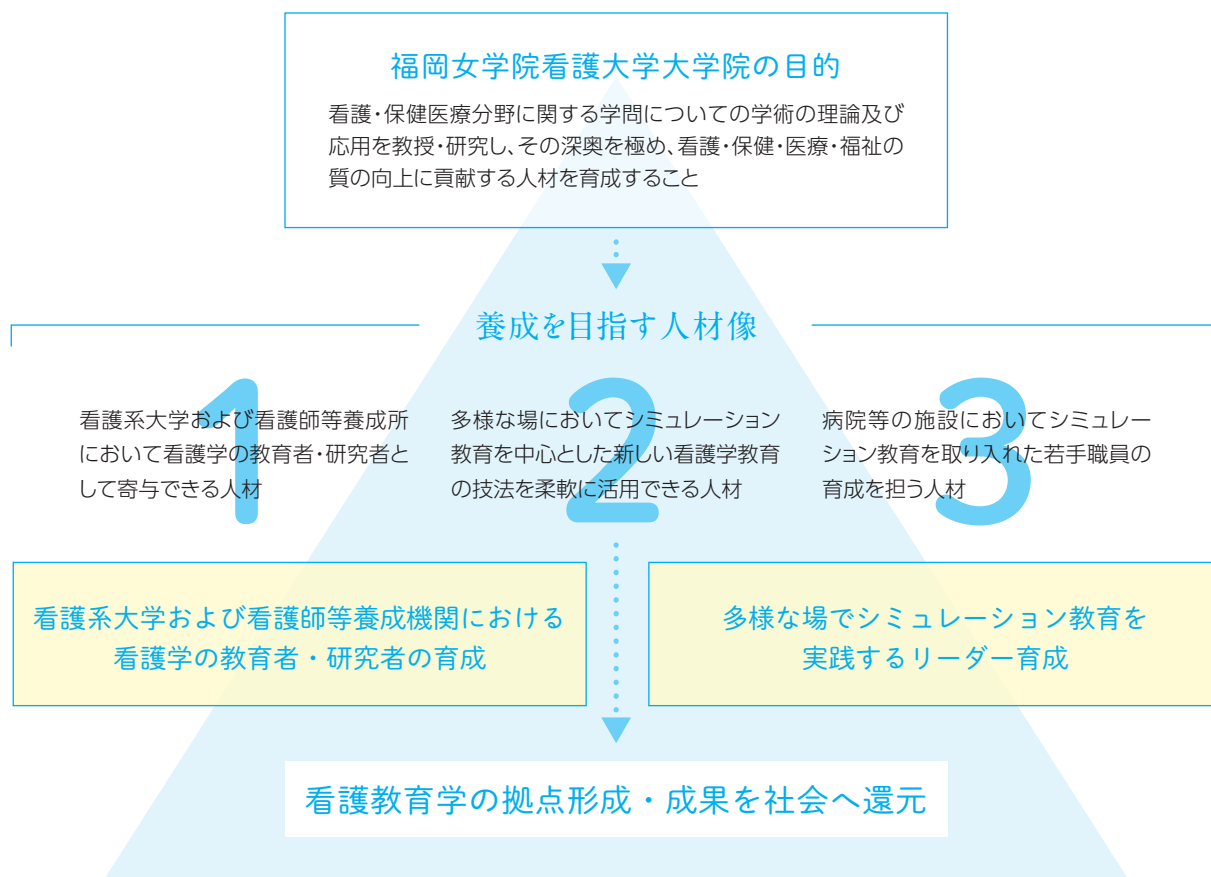 福岡女学院看護大学大学院の目的
看護・保健医療分野に関する学問についての学術の理論及び
応用を教授・研究し、その深奥を極め、看護・保健・医療・福祉の
質の向上に貢献する人材を育成すること
養成を目指す人材像
1
看護系大学および看護師等養成所
において看護学の教育者・研究者と
して寄与できる人材
2
多様な場においてシミュレーション
教育を中心とした新しい看護学教育
の技法を柔軟に活用できる人材
3
病院等の施設においてシミュレー
ション教育を取り入れた若手職員の
育成を担う人材
看護系大学および看護師等養成機関における
看護学の教育者・研究者の育成
多様な場でシミュレーション教育を
実践するリーダー育成
看護教育学の拠点形成・成果を社会へ還元